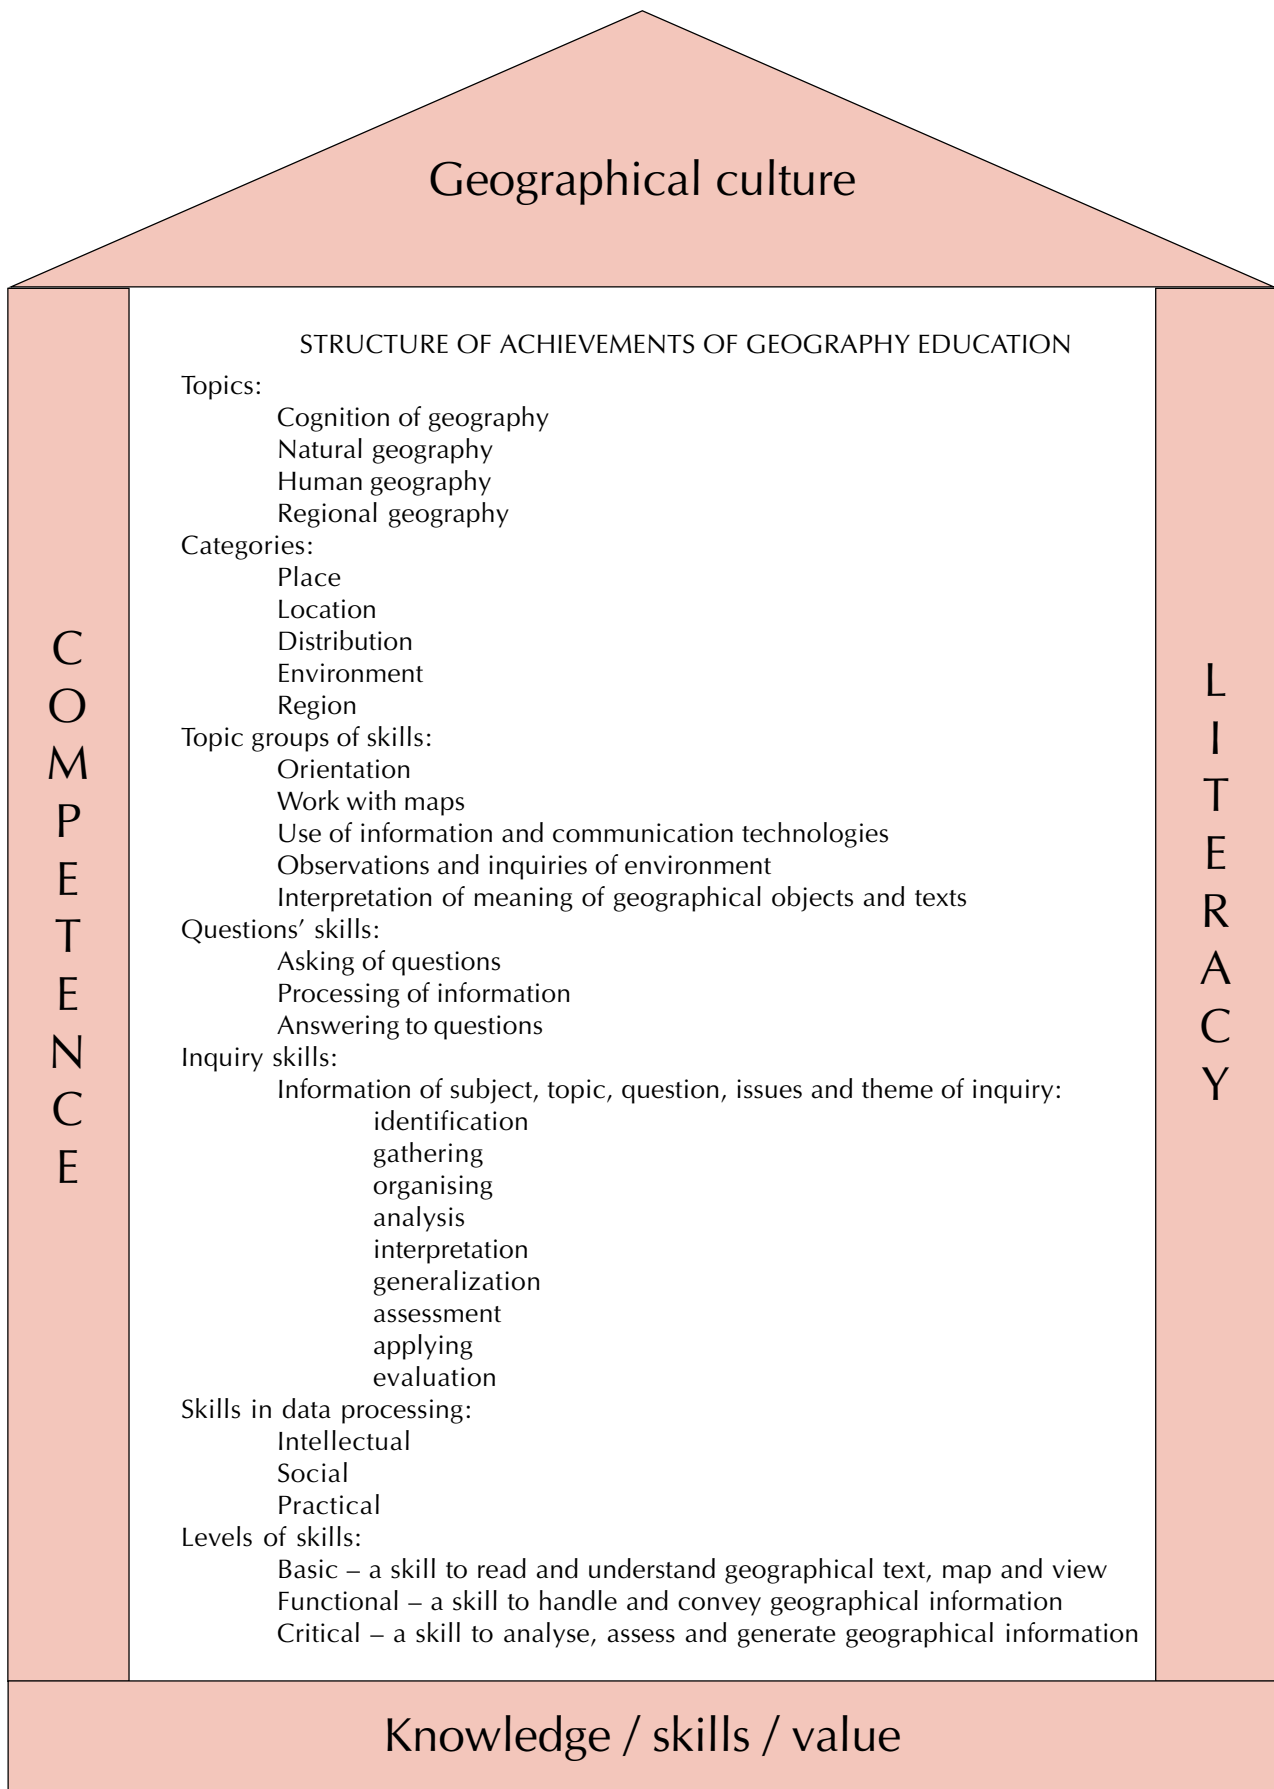 Geographical culture
STRUCTURE OF ACHIEVEMENTS OF GEOGRAPHY EDUCATION
Topics:
Cognition of geography
Natural geography
Human geography
Regional geography
Categories:
Place
Location
Distribution
Environment
Region
Topic groups of skills:
Orientation
Work with maps
Use of information and communication technologies
Observations and inquiries of environment
Interpretation of meaning of geographical objects and texts
Questions’ skills:
Asking of questions
Processing of information
Answering to questions
Inquiry skills:
Information of subject, topic, question, issues and theme of inquiry:
identification
gathering
organising
analysis
interpretation
generalization
assessment
applying
evaluation
Skills in data processing:
Intellectual
Social
Practical
Levels of skills:
Basic – a skill to read and understand geographical text, map and view
Functional – a skill to handle and convey geographical information
Critical – a skill to analyse, assess and generate geographical information
COMPETENCE
LITERACY
Knowledge / skills / value